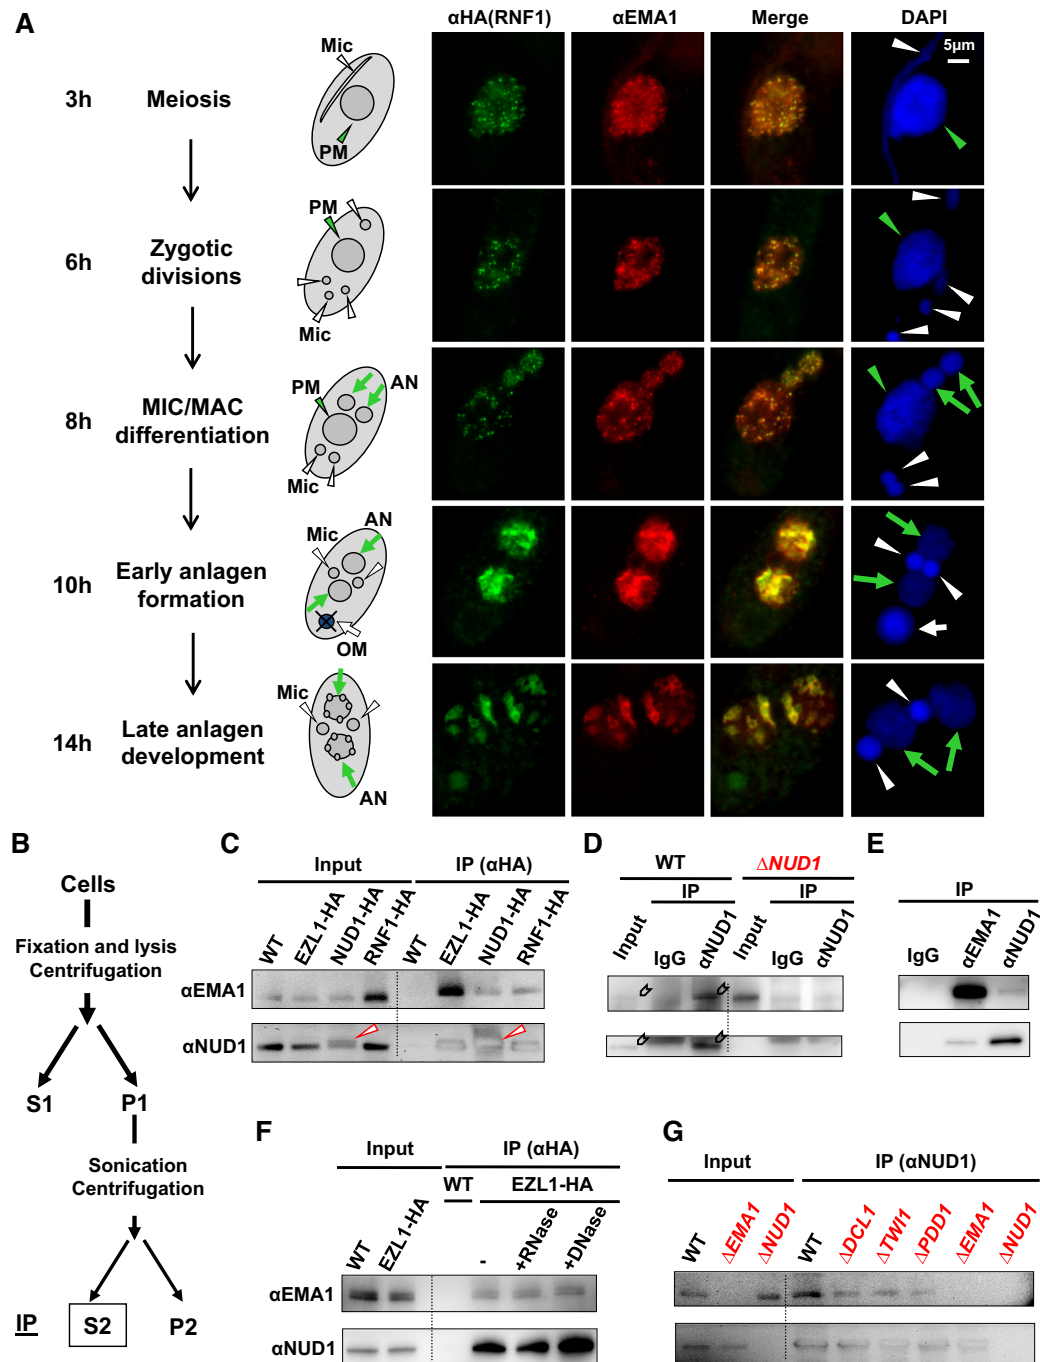 A
αHA(RNF1)
αEMA1
Merge
DAPI
5μm
3h
Meiosis
Mic
PM
6h
Zygotic
divisions
PM
Mic
8h
MIC/MAC
differentiation
PM
AN
Mic
10h
Early anlagen
formation
AN
Mic
OM
14h
Late anlagen
development
Mic
AN
B
Cells
Fixation and lysis
Centrifugation
S1
P1
Sonication
Centrifugation
IP
S2
P2
C
Input
IP (αHA)
WT
EZL1-HA
NUD1-HA
RNF1-HA
WT
EZL1-HA
NUD1-HA
RNF1-HA
αEMA1
αNUD1
D
WT
ΔNUD1
IP
IP
Input
IgG
αNUD1
Input
IgG
αNUD1
E
IP
IgG
αEMA1
αNUD1
F
Input
IP (αHA)
WT
EZL1-HA
WT
EZL1-HA
-
+RNase
+DNase
αEMA1
αNUD1
G
Input
IP (αNUD1)
WT
ΔEMA1
ΔNUD1
WT
ΔDCL1
ΔTWI1
ΔPDD1
ΔEMA1
ΔNUD1